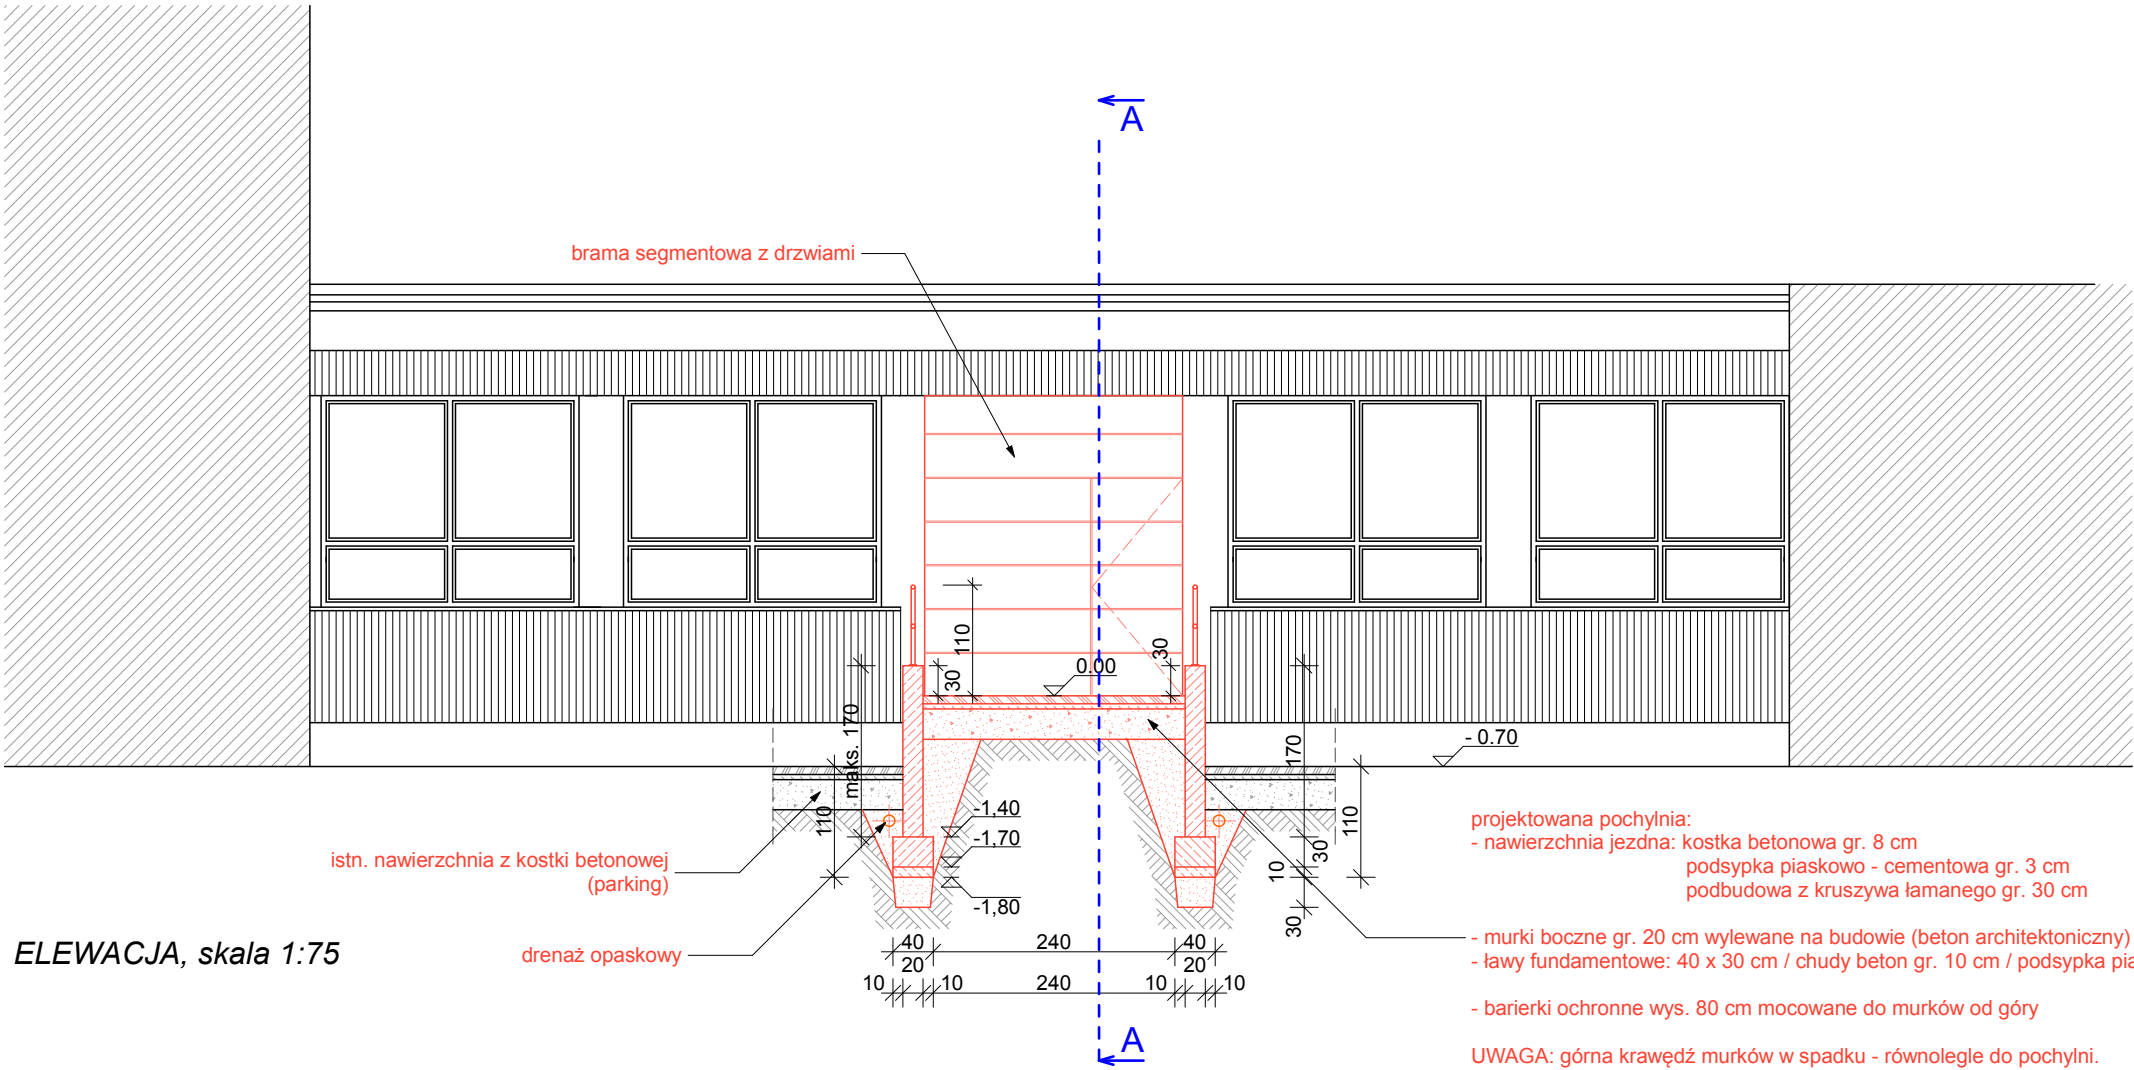 A
brama segmentowa z drzwiami
110
30
0.00
30
maks. 170
170
- 0.70
110
-1,40
-1,70
-1,80
110
30
10
30
istn. nawierzchnia z kostki betonowej
(parking)
drenaż opaskowy
projektowana pochylnia:
- nawierzchnia jezdna: kostka betonowa gr. 8 cm
podsypka piaskowo - cementowa gr. 3 cm
podbudowa z kruszywa łamanego gr. 30 cm
- murki boczne gr. 20 cm wylewane na budowie (beton architektoniczny)
- ławy fundamentowe: 40 x 30 cm / chudy beton gr. 10 cm / podsypka
- barierki ochronne wys. 80 cm mocowane do murków od góry
UWAGA: górna krawędź murków w spadku - równolegle do pochylni.
ELEWACJA, skala 1:75
40 240 40
20 20
10 10 240 10 10
A